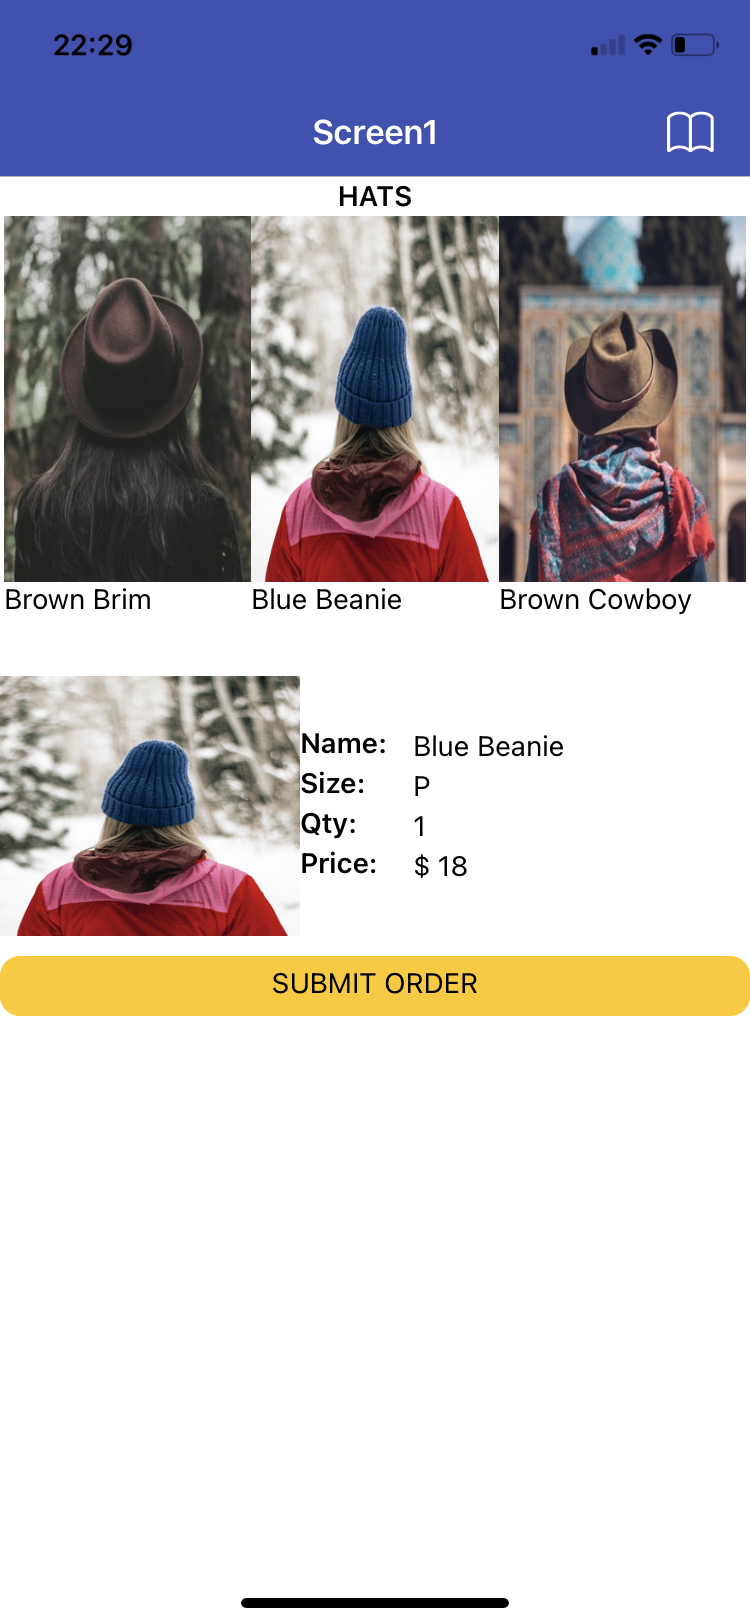 22:29
Screen1
HATS
Brown Brim
Blue Beanie
Brown Cowboy
Name: Blue Beanie
Size: P
Qty: 1
Price: $ 18
SUBMIT ORDER